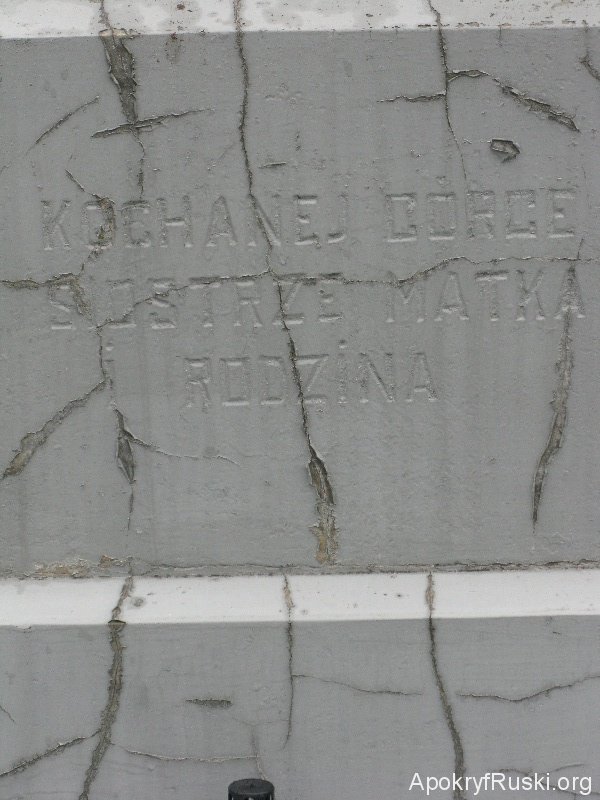 KOCHANEJ CÓRCE
SIOSTRZE MATKA
i RODZiNA
ApokryfRuski.org